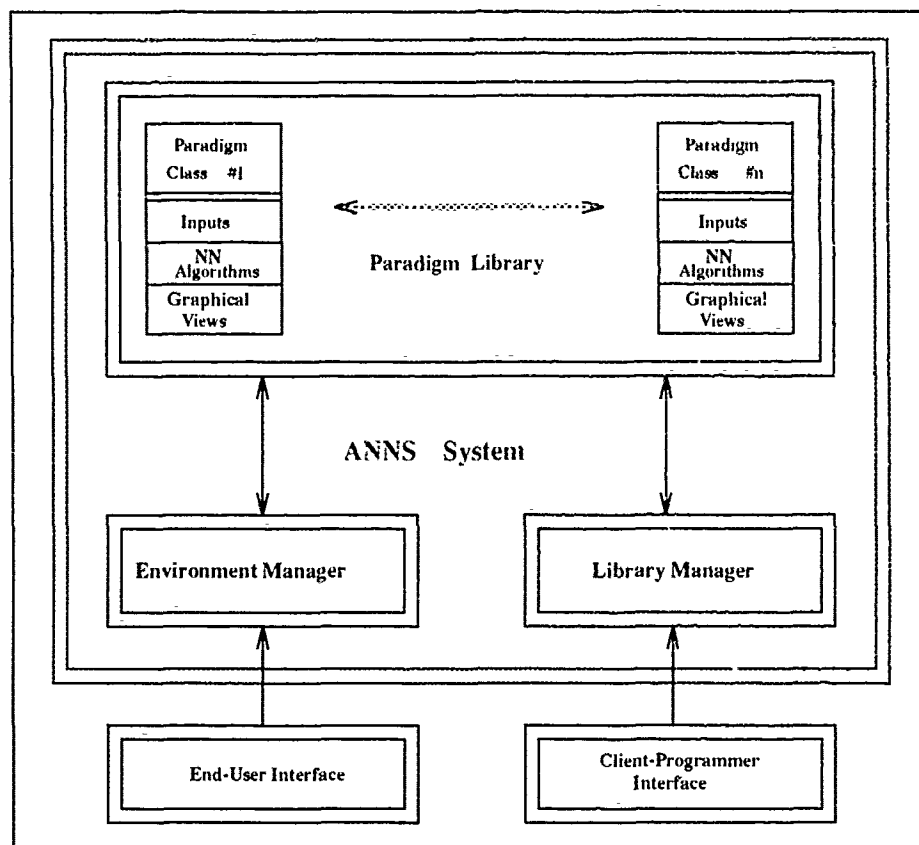 Paradigm
Class #1
Inputs
NN
Algorithms
Graphical
Views
Paradigm Library
Paradigm
Class #n
Inputs
NN
Algorithms
Graphical
Views
ANNS System
Environment Manager
Library Manager
End-User Interface
Client-Programmer
Interface